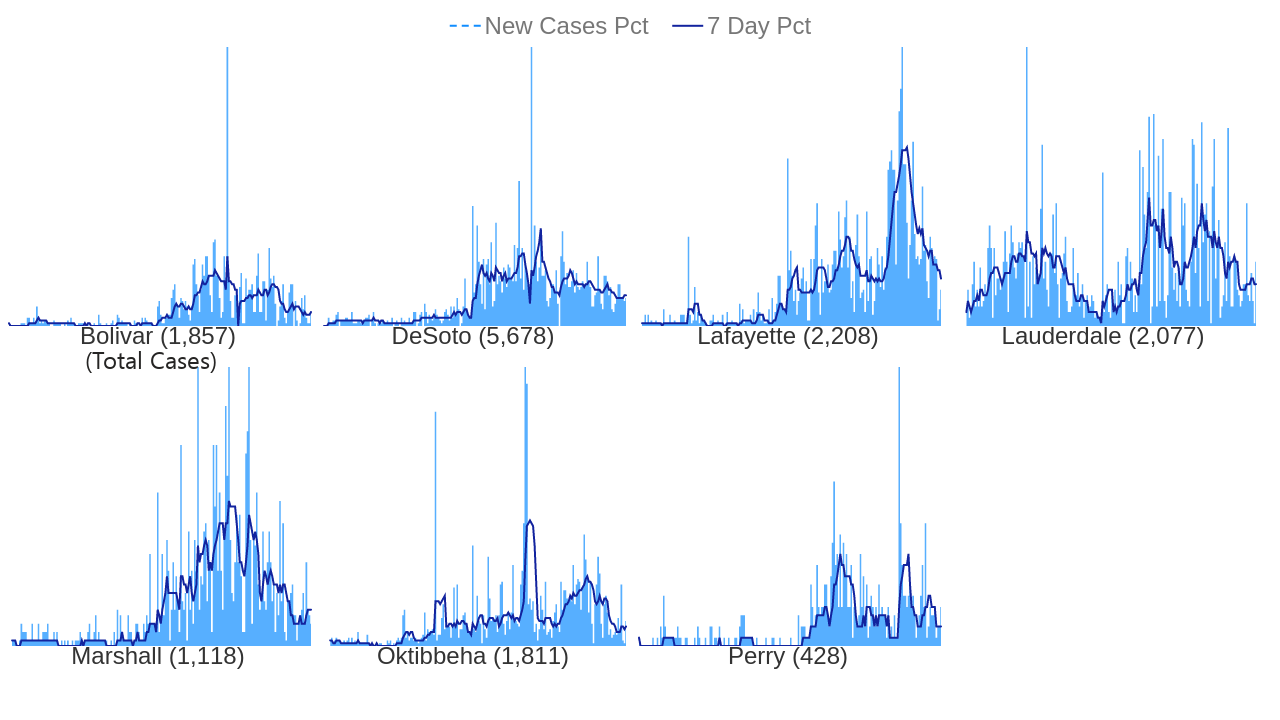 New Cases Pct 7 Day Pct
Bolivar (1,857) DeSoto (5,678) Lafayette (2,208) Lauderdale (2,077)
(Total Cases)
Marshall (1,118) Oktibbeha (1,811) Perry (428)